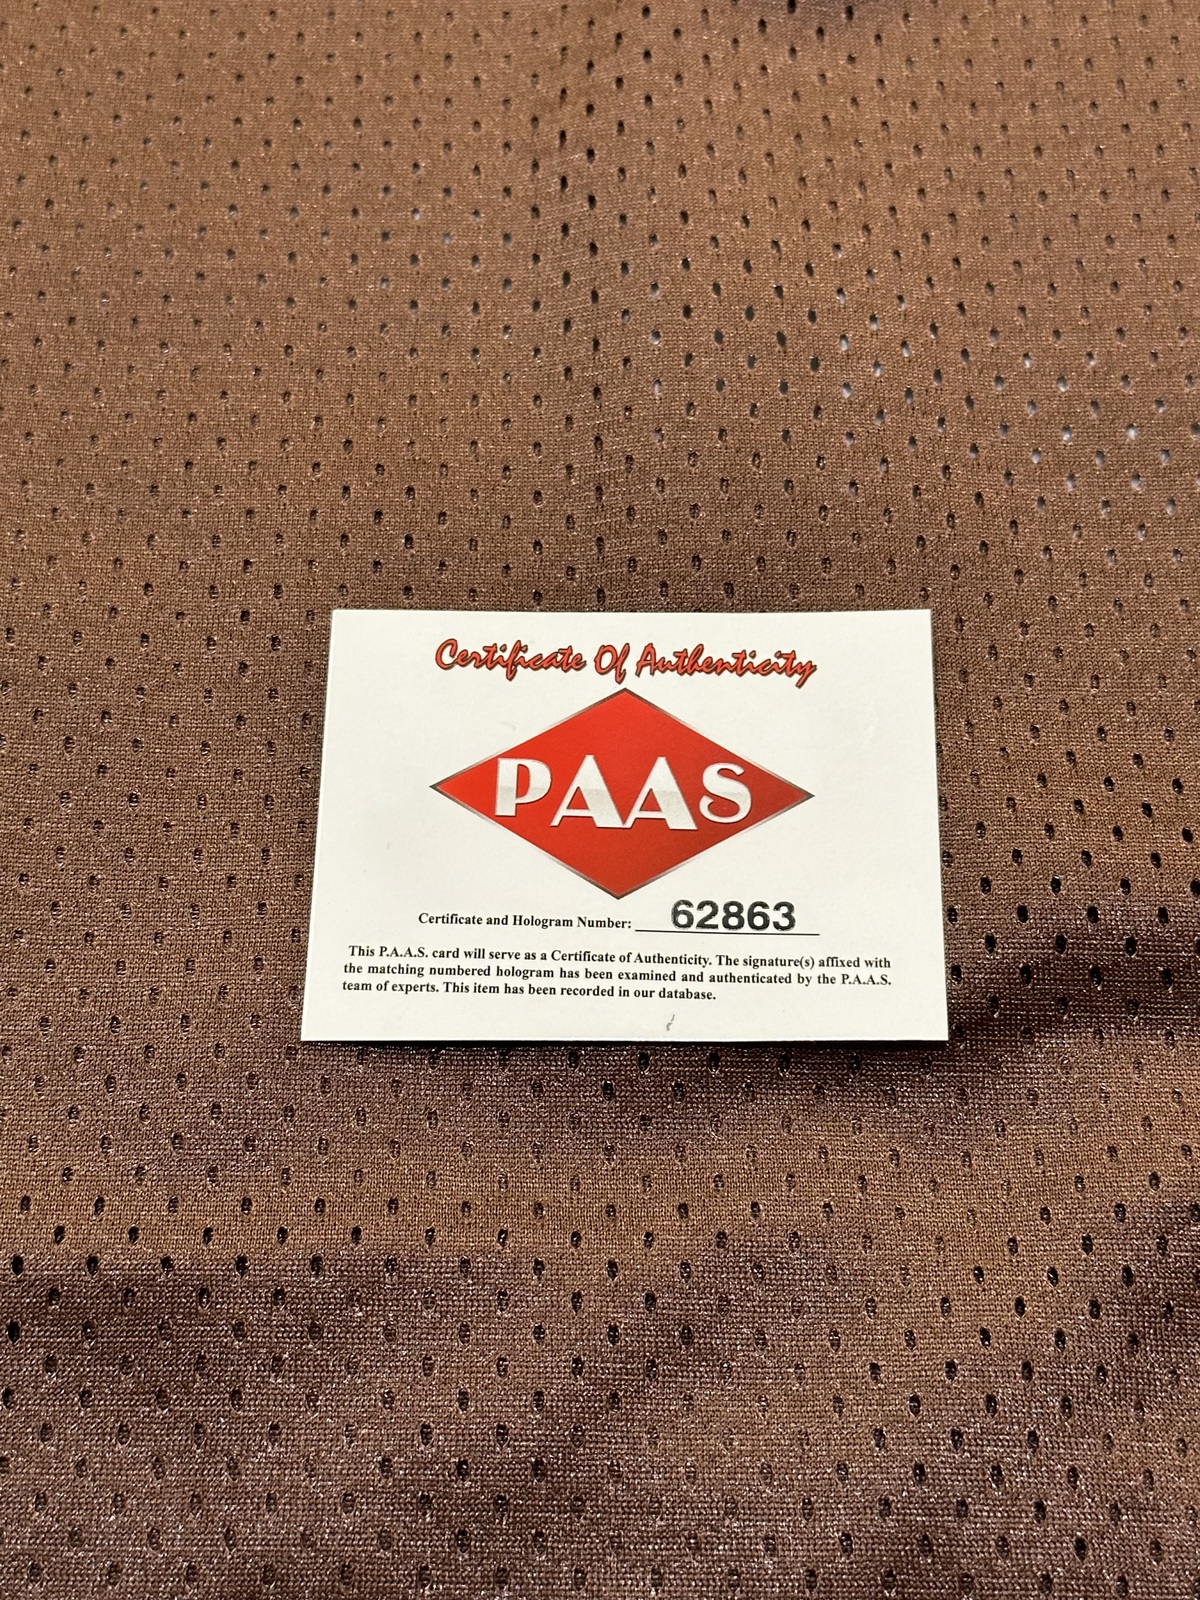 Certificate Of Authenticity
PAAS
Certificate and Hologram Number: 62863
This P.A.A.S. card will serve as a Certificate of Authenticity. The signature(s) affixed with
the matching numbered hologram has been examined and authenticated by the P.A.A.S.
team of experts. This item has been recorded in our database.